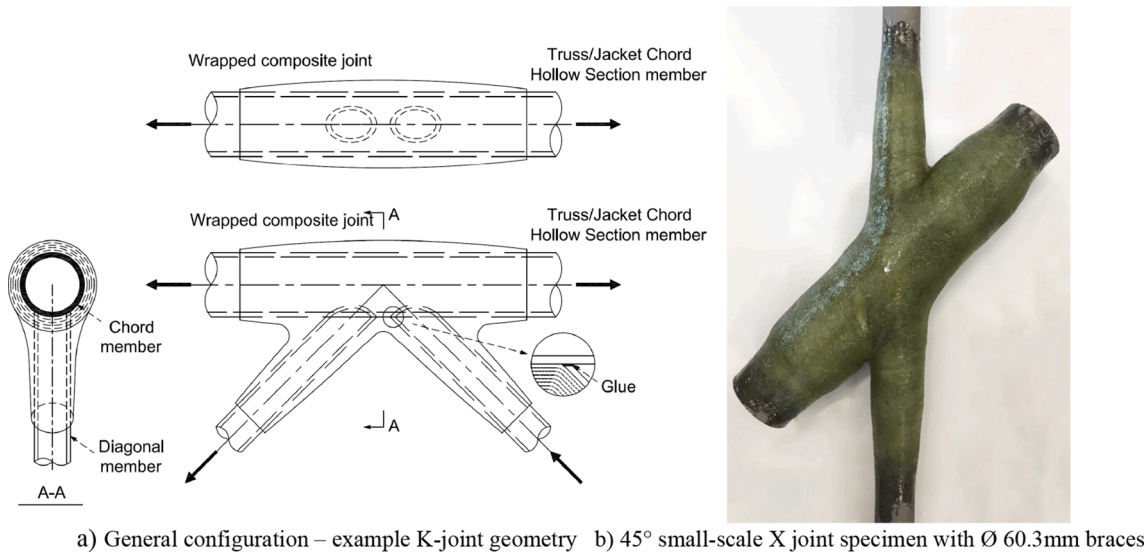 Wrapped composite joint
Truss/Jacket Chord
Hollow Section member
Wrapped composite joint
A
Truss/Jacket Chord
Hollow Section member
Chord
member
Glue
A
Diagonal
member
A-A
a) General configuration – example K-joint geometry
b) 45° small-scale X joint specimen with Ø 60.3mm braces